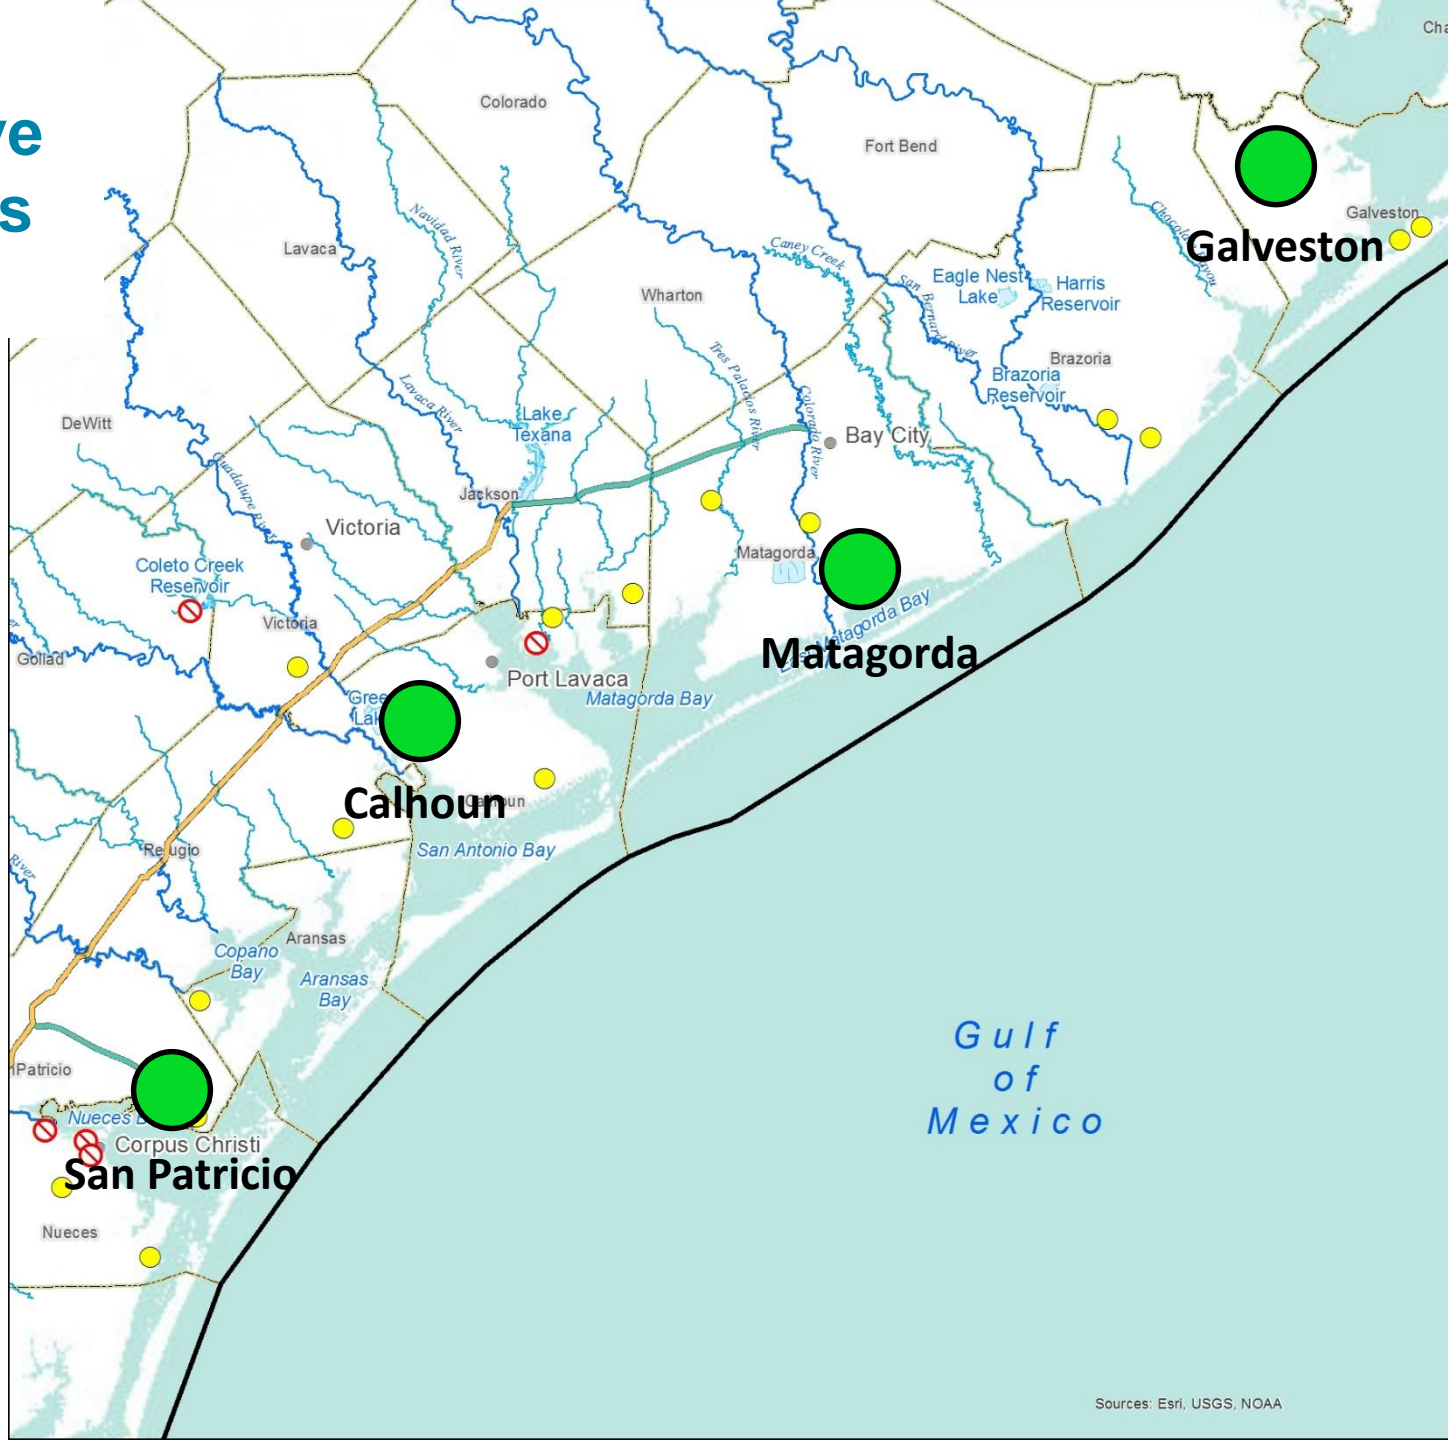 Colorado
Fort Bend
Lavaca
Navidad River
Caney Creek
Galveston
Galveston
Eagle Nest
Lake
Harris
Reservoir
San Bernard River
Wharton
Tres Palacios River
Brazoria
Brazoria
Reservoir
Lavaca River
Colorado River
DeWitt
Lake
Texana
Bay City
Guadalupe River
Jackson
Victoria
Matagorda
Coleto Creek
Reservoir
Victoria
East Matagorda Bay
Goliad
Matagorda
Port Lavaca
Matagorda Bay
Calhoun
San Antonio Bay
Refugio
River
Aransas
Copano
Bay
Aransas
Bay
Gulf
of
Mexico
Patricio
Nueces
Corpus Christi
San Patricio
Nueces
Sources: Esri, USGS, NOAA